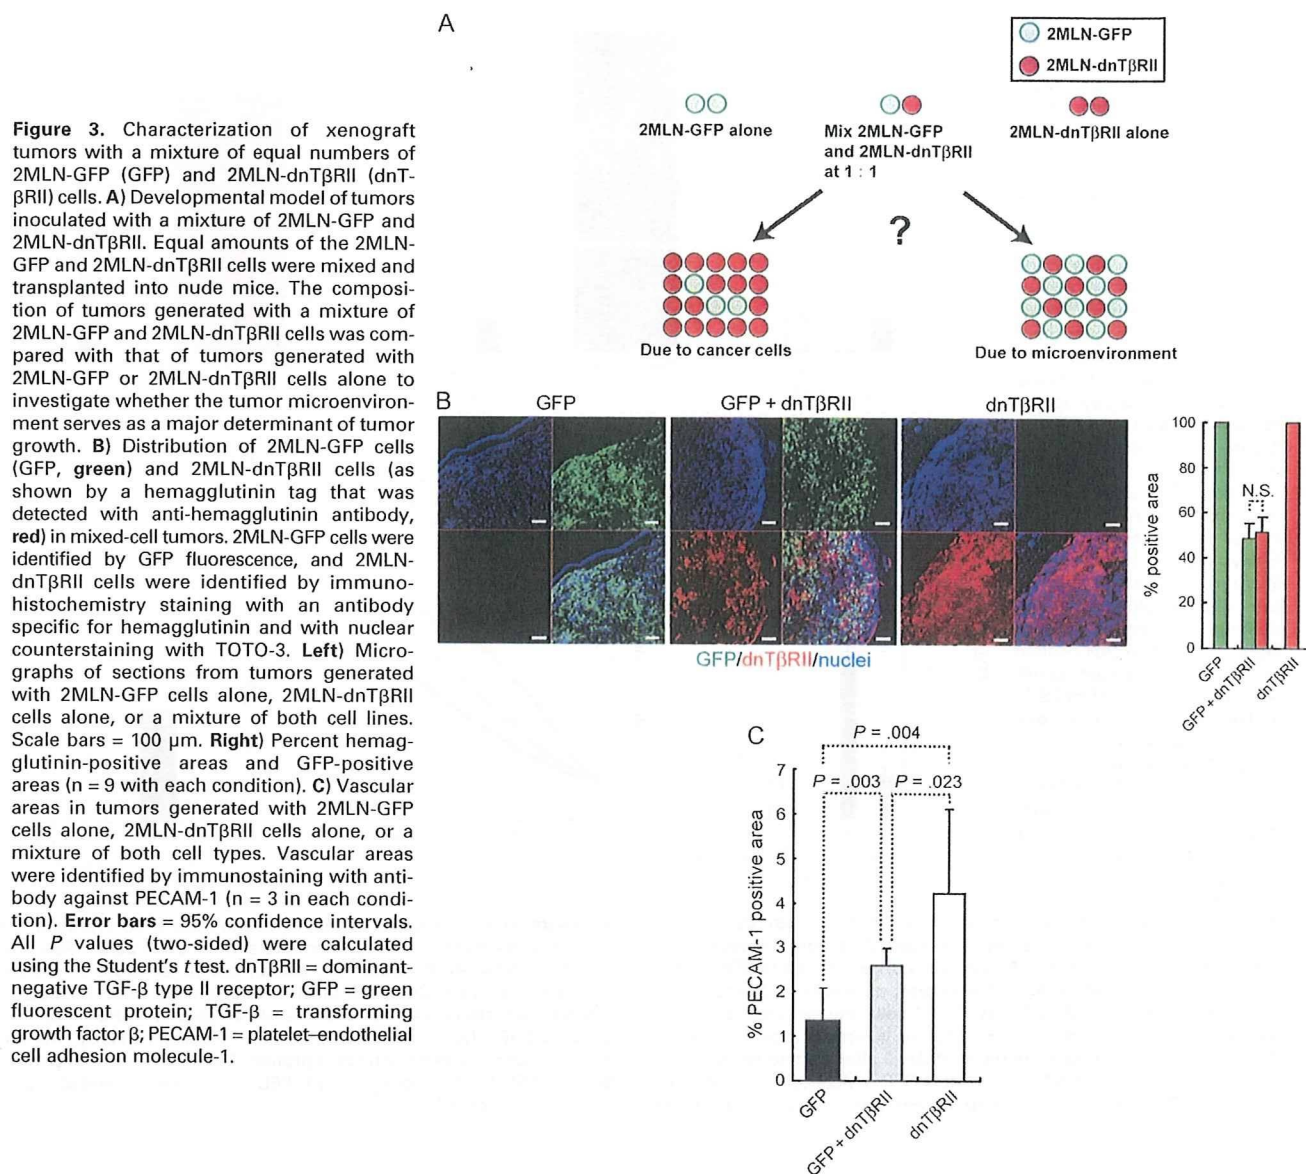 Figure 3. Characterization of xenograft
tumors with a mixture of equal numbers of
2MLN-GFP (GFP) and 2MLN-dnTβRII (dnT-
βRII) cells. A) Developmental model of tumors
inoculated with a mixture of 2MLN-GFP and
2MLN-dnTβRII. Equal amounts of the 2MLN-
GFP and 2MLN-dnTβRII cells were mixed and
transplanted into nude mice. The composi-
tion of tumors generated with a mixture of
2MLN-GFP and 2MLN-dnTβRII cells was com-
pared with that of tumors generated with
2MLN-GFP or 2MLN-dnTβRII cells alone to
investigate whether the tumor microenviron-
ment serves as a major determinant of tumor
growth. B) Distribution of 2MLN-GFP cells
(GFP, green) and 2MLN-dnTβRII cells (as
shown by a hemagglutinin tag that was
detected with anti-hemagglutinin antibody,
red) in mixed-cell tumors. 2MLN-GFP cells were
identified by GFP fluorescence, and 2MLN-
dnTβRII cells were identified by immuno-
histochemistry staining with an antibody
specific for hemagglutinin and with nuclear
counterstaining with TOTO-3. Left) Micro-
graphs of sections from tumors generated
with 2MLN-GFP cells alone, 2MLN-dnTβRII
cells alone, or a mixture of both cell lines.
Scale bars = 100 μm. Right) Percent hemag-
glutinin-positive areas and GFP-positive
areas (n = 9 with each condition). C) Vascular
areas in tumors generated with 2MLN-GFP
cells alone, 2MLN-dnTβRII cells alone, or a
mixture of both cell types. Vascular areas
were identified by immunostaining with anti-
body against PECAM-1 (n = 3 in each condi-
tion). Error bars = 95% confidence intervals.
All P values (two-sided) were calculated
using the Student's t test. dnTβRII = dominant-
negative TGF-β type II receptor; GFP = green
fluorescent protein; TGF-β = transforming
growth factor β; PECAM-1 = platelet–endothelial
cell adhesion molecule-1.
A
2MLN-GFP
2MLN-dnTβRII
2MLN-GFP alone
Mix 2MLN-GFP
and 2MLN-dnTβRII
at 1 : 1
2MLN-dnTβRII alone
?
Due to cancer cells
Due to microenvironment
B
GFP
GFP + dnTβRII
dnTβRII
GFP/dnTβRII/nuclei
% positive area
100
80
60
40
20
0
N.S.
GFP
GFP + dnTβRII
dnTβRII
C
P = .004
P = .003
P = .023
% PECAM-1 positive area
7
6
5
4
3
2
1
0
GFP
GFP + dnTβRII
dnTβRII